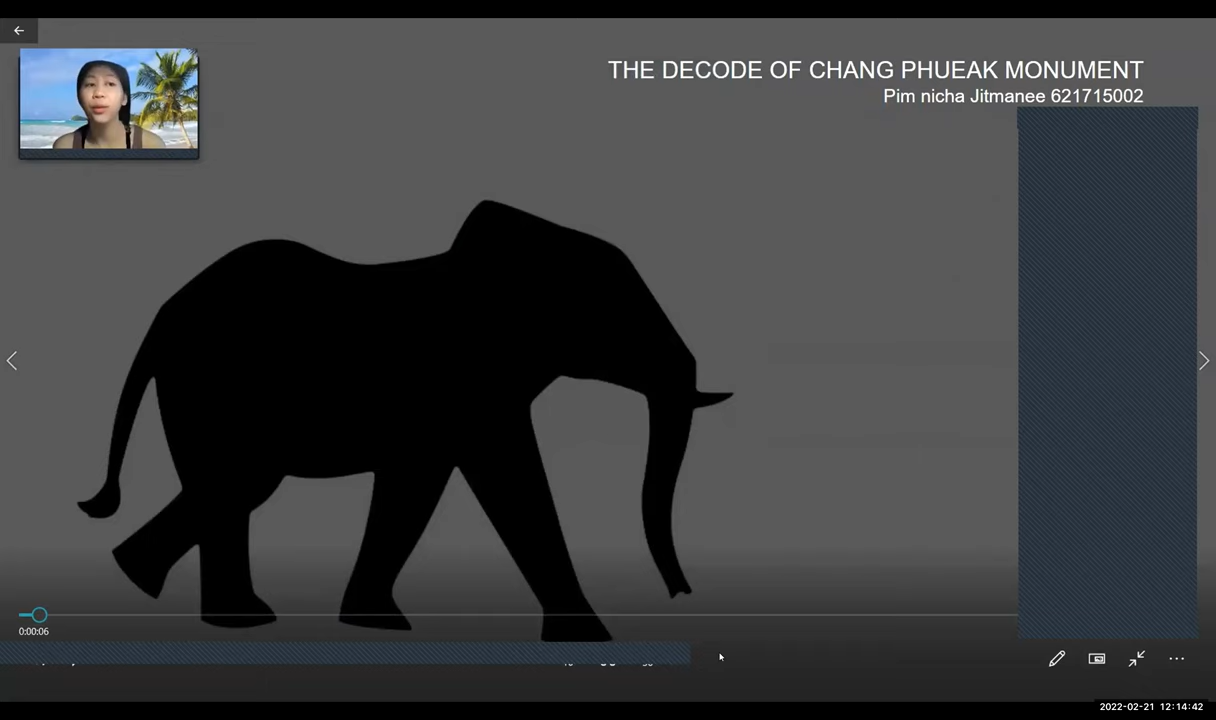 THE DECODE OF CHANG PHUEAK MONUMENT
Pim nicha Jitmanee 621715002
0:00:06
2022-02-21 12:14:42